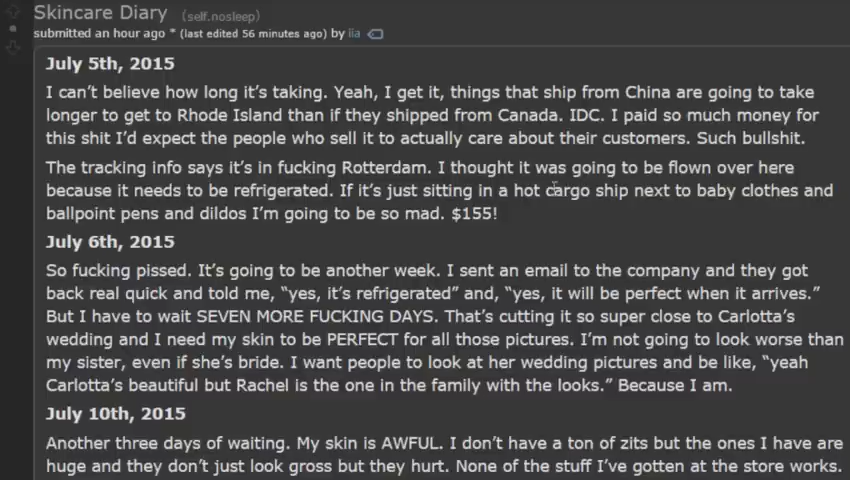 Skincare Diary (self.nosleep)
submitted an hour ago * (last edited 56 minutes ago) by iia
July 5th, 2015
I can't believe how long it's taking. Yeah, I get it, things that ship from China are going to take
longer to get to Rhode Island than if they shipped from Canada. IDC. I paid so much money for
this shit I'd expect the people who sell it to actually care about their customers. Such bullshit.
The tracking info says it's in fucking Rotterdam. I thought it was going to be flown over here
because it needs to be refrigerated. If it's just sitting in a hot cargo ship next to baby clothes and
ballpoint pens and dildos I'm going to be so mad. $155!
July 6th, 2015
So fucking pissed. It's going to be another week. I sent an email to the company and they got
back real quick and told me, “yes, it's refrigerated” and, “yes, it will be perfect when it arrives.”
But I have to wait SEVEN MORE FUCKING DAYS. That's cutting it so super close to Carlotta's
wedding and I need my skin to be PERFECT for all those pictures. I'm not going to look worse than
my sister, even if she's bride. I want people to look at her wedding pictures and be like, “yeah
Carlotta's beautiful but Rachel is the one in the family with the looks.” Because I am.
July 10th, 2015
Another three days of waiting. My skin is AWFUL. I don't have a ton of zits but the ones I have are
huge and they don't just look gross but they hurt. None of the stuff I've gotten at the store works.